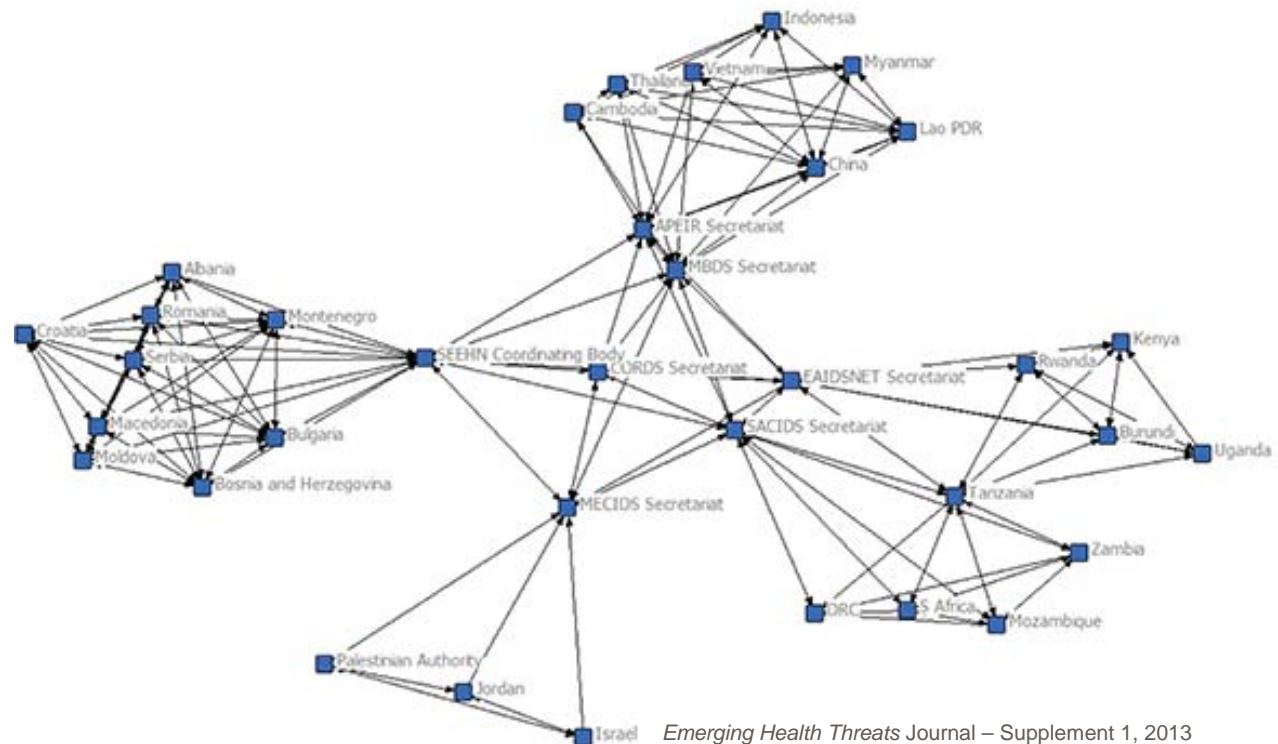 Indonesia
Vietnam
Myanmar
Thailand
Cambodia
Lao PDR
China
APEIR Secretariat
MBDS Secretariat
Albania
Romania
Montenegro
Croatia
Serbia
SEEHN Coordinating Body
CORDS Secretariat
EAIDSNET Secretariat
Kenya
Rwanda
Macedonia
Bulgaria
SACIDS Secretariat
Burundi
Uganda
Moldova
Bosnia and Herzegovina
MECIDS Secretariat
Tanzania
Zambia
DRC
S Africa
Mozambique
Palestinian Authority
Jordan
Israel
Emerging Health Threats Journal – Supplement 1, 2013